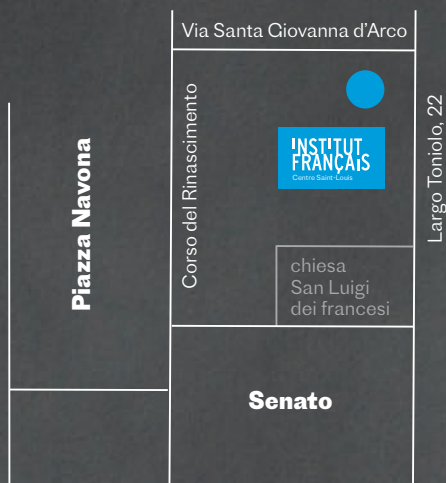 Via Santa Giovanna d'Arco
Piazza Navona
Corso del Rinascimento
INSTITUT
FRANÇAIS
Centre Saint-Louis
Largo Toniolo, 22
chiesa
San Luigi
dei francesi
Senato